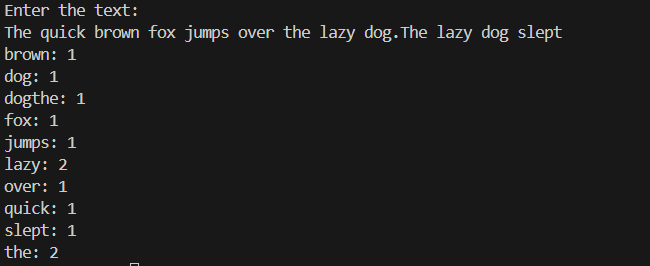 Enter the text:
The quick brown fox jumps over the lazy dog.The lazy dog slept
brown: 1
dog: 1
dogthe: 1
fox: 1
jumps: 1
lazy: 2
over: 1
quick: 1
slept: 1
the: 2